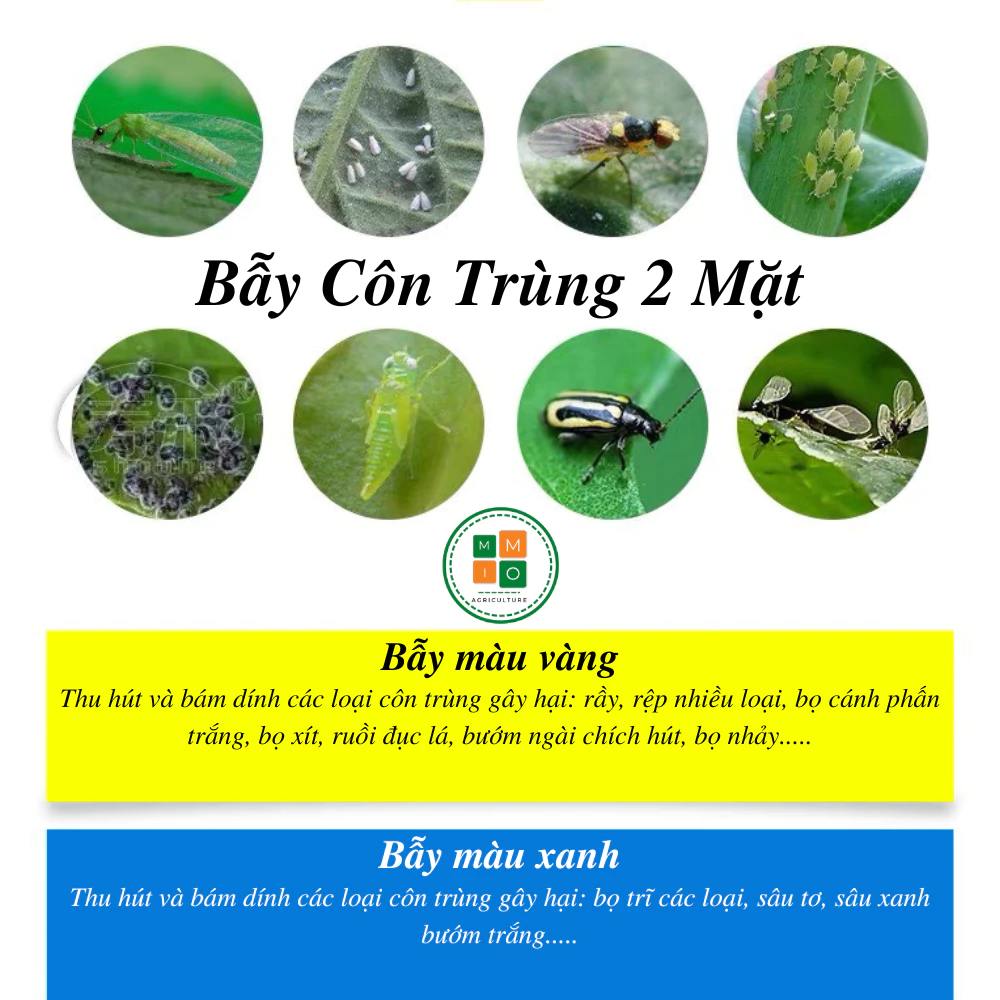 Bẫy Côn Trùng 2 Mặt
M M
I O
AGRICULTURE
Bẫy màu vàng
Thu hút và bám dính các loại côn trùng gây hại: rầy, rệp nhiều loại, bọ cánh phấn
trắng, bọ xít, ruồi đục lá, bướm ngài chích hút, bọ nhảy.....
Bẫy màu xanh
Thu hút và bám dính các loại côn trùng gây hại: bọ trĩ các loại, sâu tơ, sâu xanh
bướm trắng.....